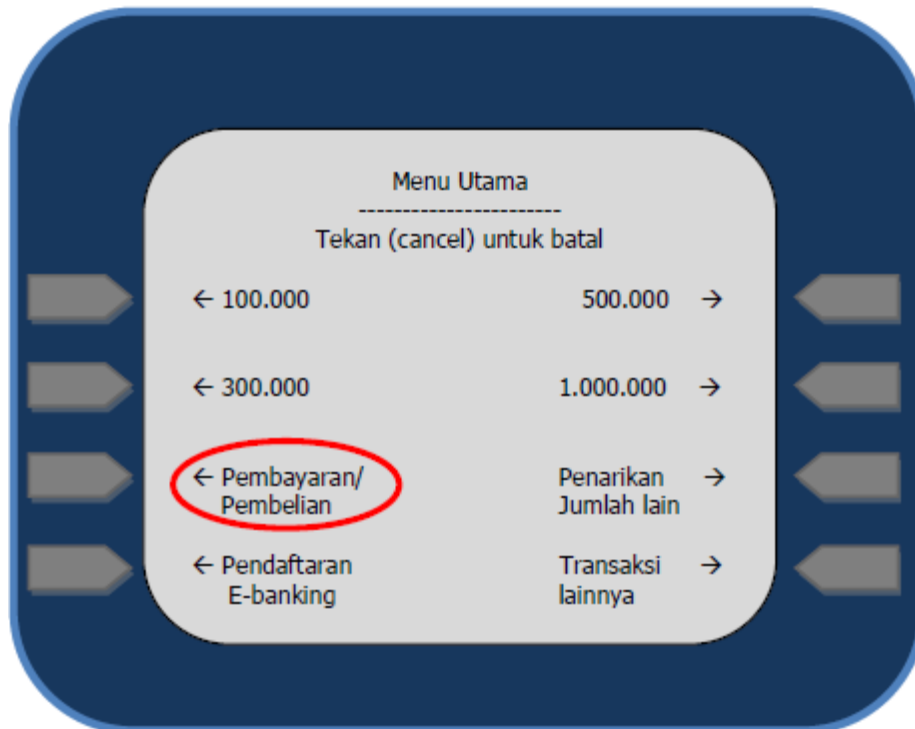 Menu Utama
-----------------------
Tekan (cancel) untuk batal
← 100.000
500.000 →
← 300.000
1.000.000 →
← Pembayaran/
Pembelian
Penarikan →
Jumlah lain
← Pendaftaran
E-banking
Transaksi →
lainnya